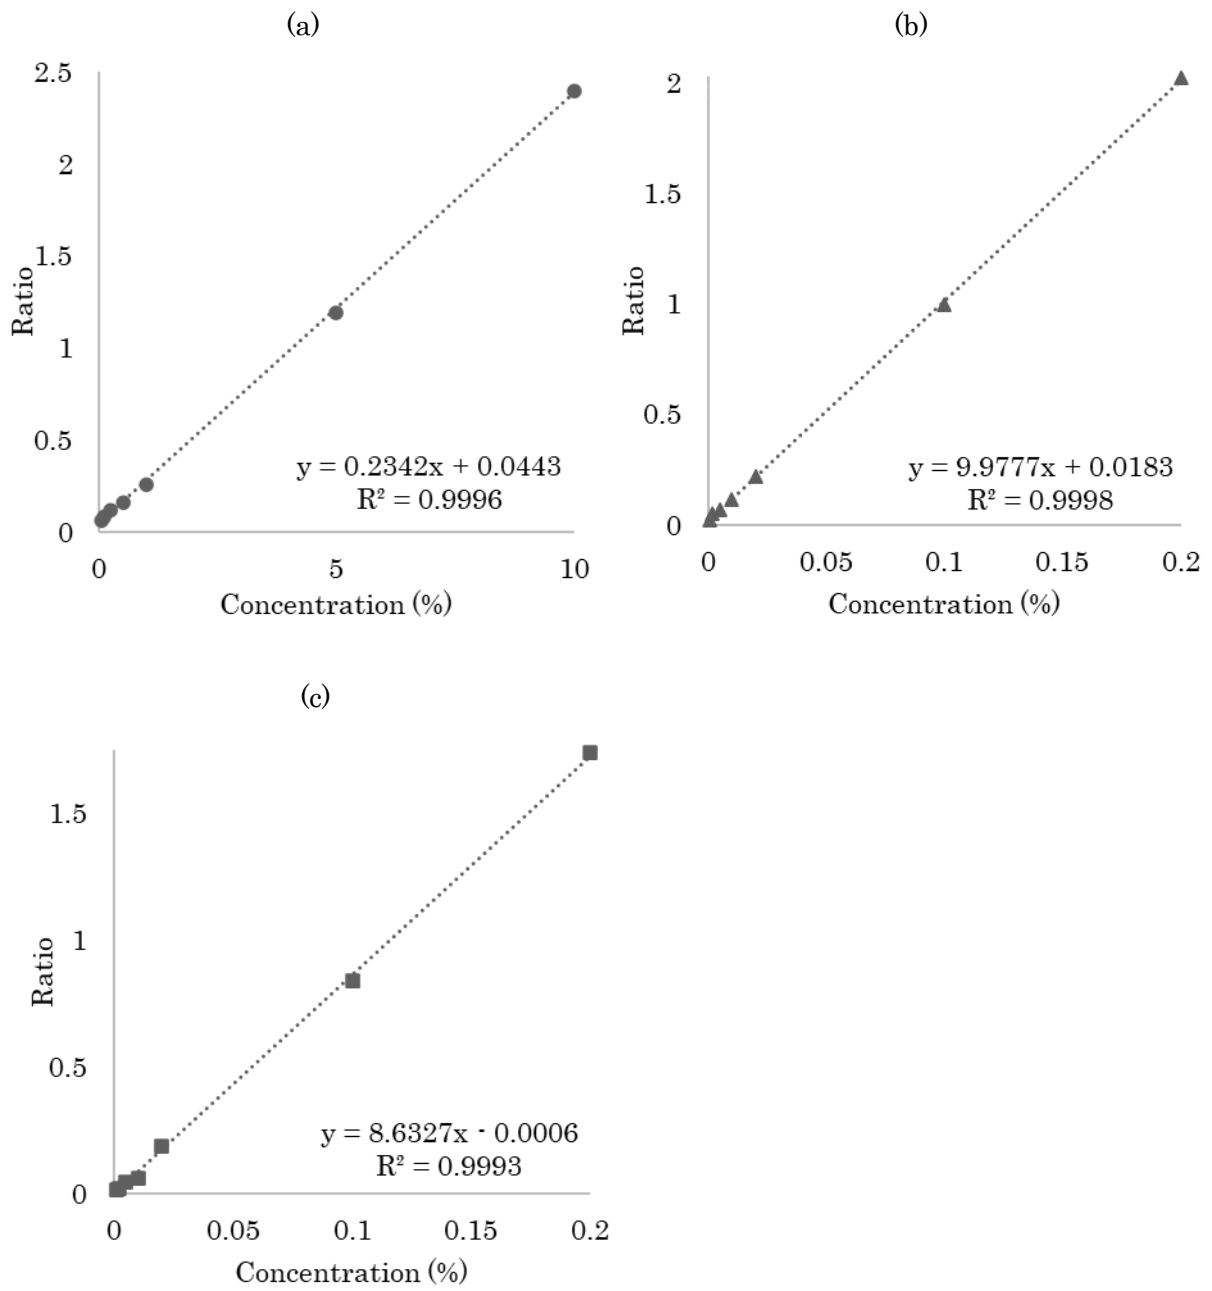 (a)
2.5
2
1.5
1
0.5
0
Ratio
y = 0.2342x + 0.0443
R² = 0.9996
0 5 10
Concentration (%)
(b)
2
1.5
1
0.5
0
Ratio
y = 9.9777x + 0.0183
R² = 0.9998
0 0.05 0.1 0.15 0.2
Concentration (%)
(c)
1.5
1
0.5
0
Ratio
y = 8.6327x - 0.0006
R² = 0.9993
0 0.05 0.1 0.15 0.2
Concentration (%)